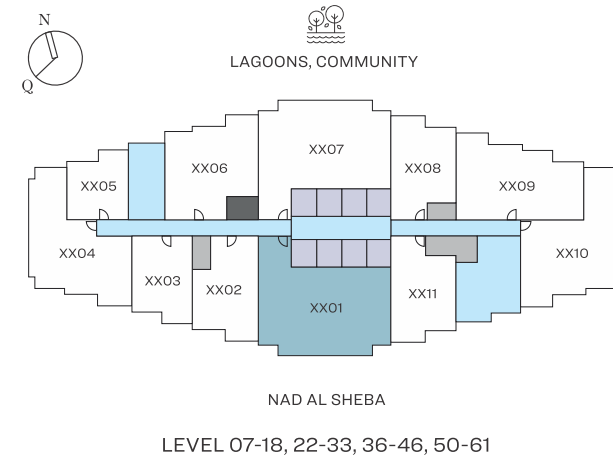 N
Q
LAGOONS, COMMUNITY
XX07
XX06
XX08
XX05
XX09
XX04
XX10
XX03
XX02
XX11
XX01
NAD AL SHEBA
LEVEL 07-18, 22-33, 36-46, 50-61